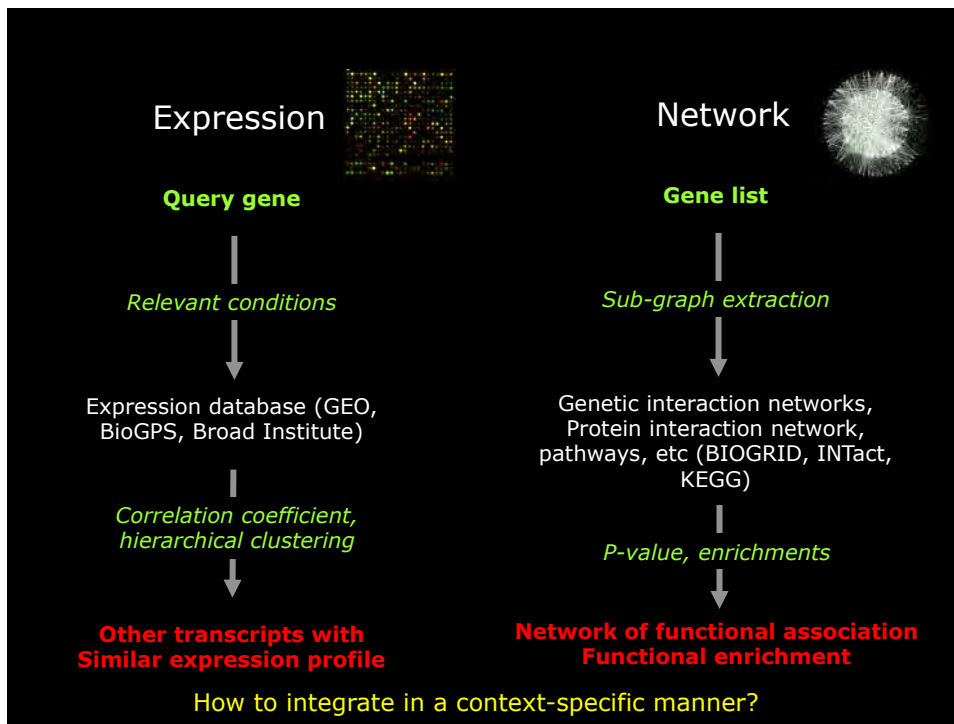 Expression
Query gene
Relevant conditions
Expression database (GEO,
BioGPS, Broad Institute)
Correlation coefficient,
hierarchical clustering
Other transcripts with
Similar expression profile
Network
Gene list
Sub-graph extraction
Genetic interaction networks,
Protein interaction network,
pathways, etc (BIOGRID, INTact,
KEGG)
P-value, enrichments
Network of functional association
Functional enrichment
How to integrate in a context-specific manner?